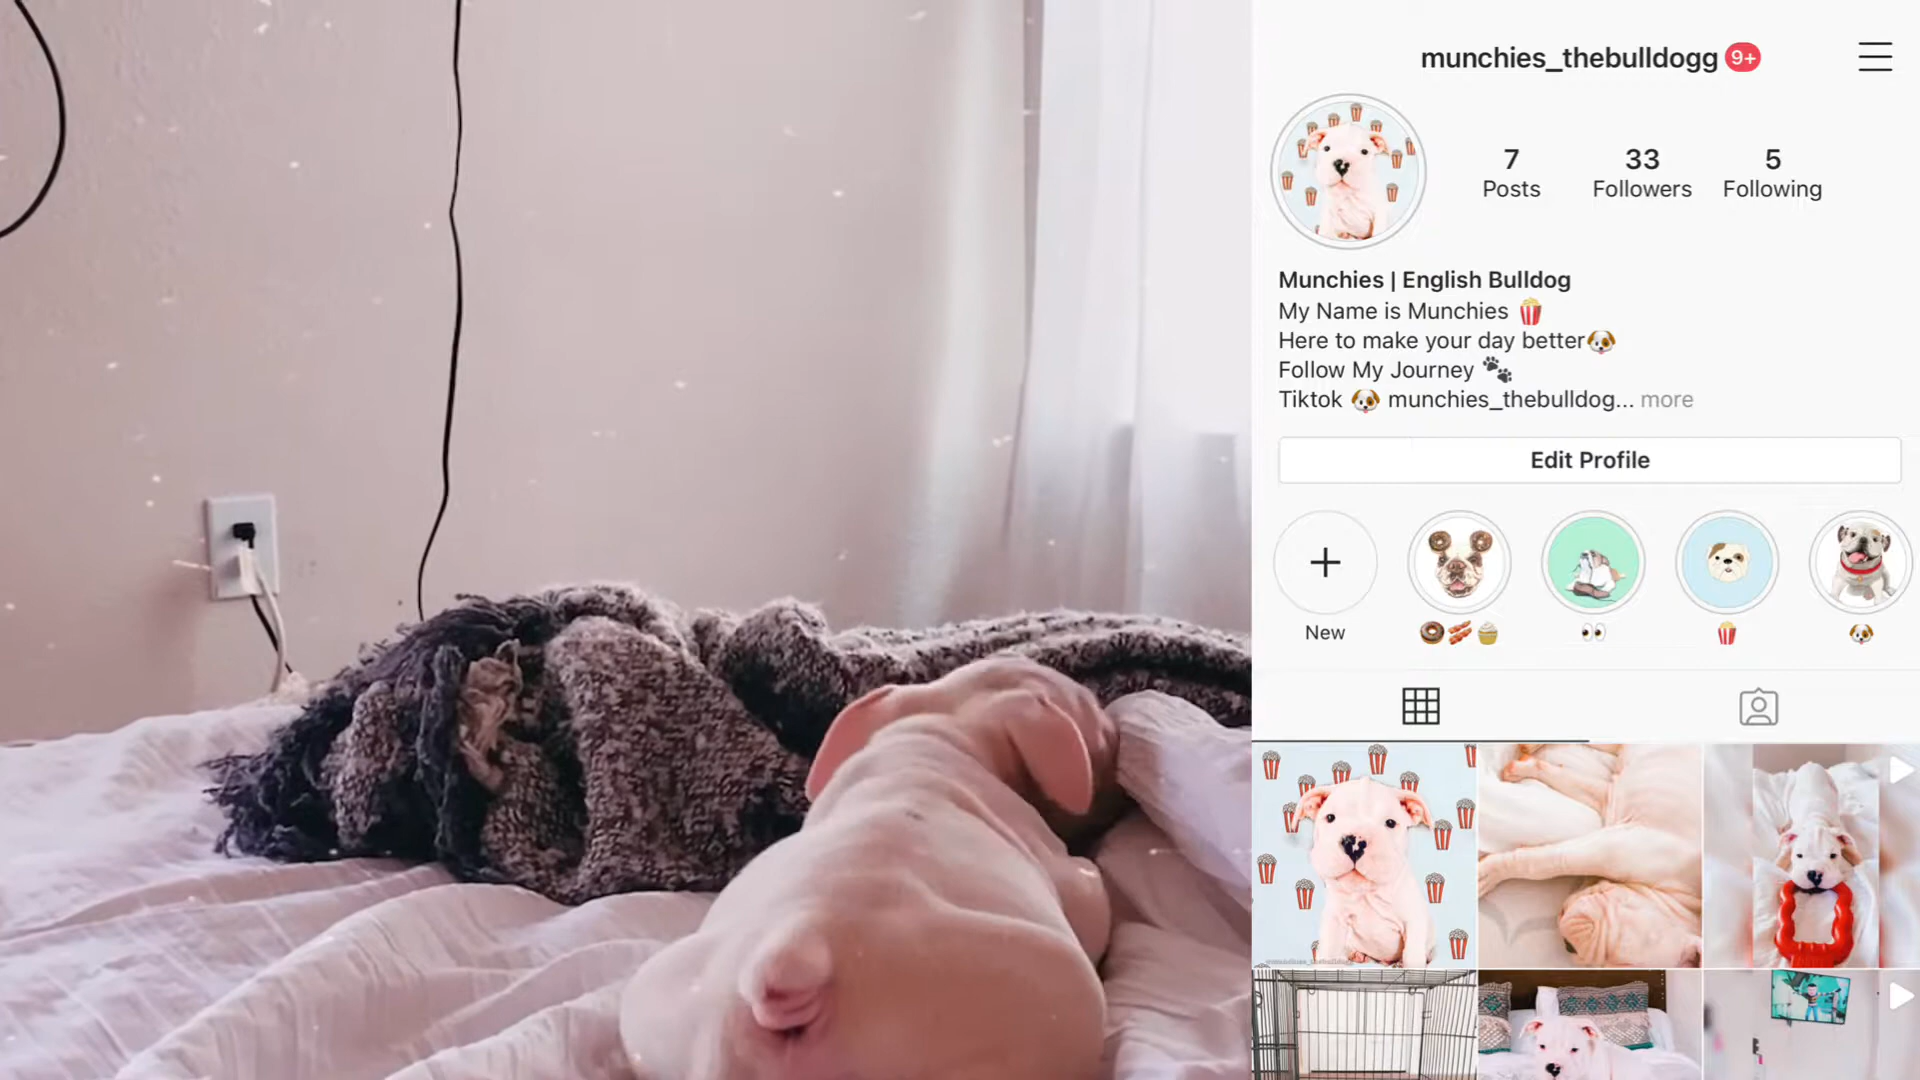 munchies_thebulldogg 9+
7 33 5
Posts Followers Following
Munchies | English Bulldog
My Name is Munchies 🍿
Here to make your day better🐶
Follow My Journey 🐾
Tiktok 🐶 munchies_thebulldog... more
Edit Profile
New